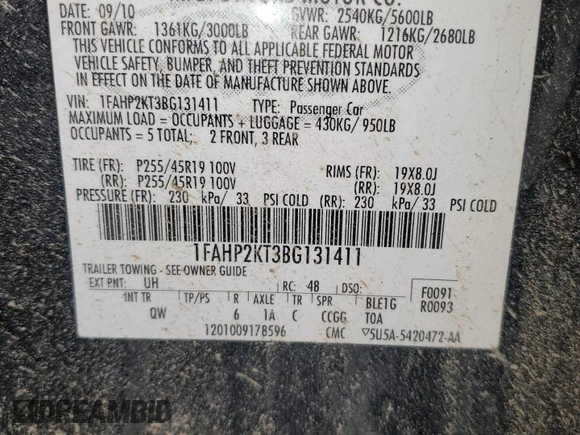 MOTOR CO.
DATE: 09/10 GVWR: 2540KG/5600LB
FRONT GAWR: 1361KG/3000LB REAR GAWR: 1216KG/2680LB
THIS VEHICLE CONFORMS TO ALL APPLICABLE FEDERAL MOTOR
VEHICLE SAFETY, BUMPER, AND THEFT PREVENTION STANDARDS
IN EFFECT ON THE DATE OF MANUFACTURE SHOWN ABOVE.
VIN: 1FAHP2KT3BG131411 TYPE: Passenger Car
MAXIMUM LOAD = OCCUPANTS + LUGGAGE = 430KG/950LB
OCCUPANTS = 5 TOTAL; 2 FRONT, 3 REAR
TIRE (FR): P255/45R19 100V RIMS (FR): 19X8.0J
(RR): P255/45R19 100V (RR): 19X8.0J
PRESSURE (FR): 230 kPa/ 33 PSI COLD (RR): 230 kPa/ 33 PSI COLD
1FAHP2KT3BG131411
TRAILER TOWING - SEE OWNER GUIDE
EXT PNT: UH RC: 48 DSO: F0091
INT TR TP/PS R AXLE TR SPR BLE1G R0093
QW 6 1A C CCGG TOA
1201009178596 CMC ▽5U5A-5420472-AA
IDREAMBID